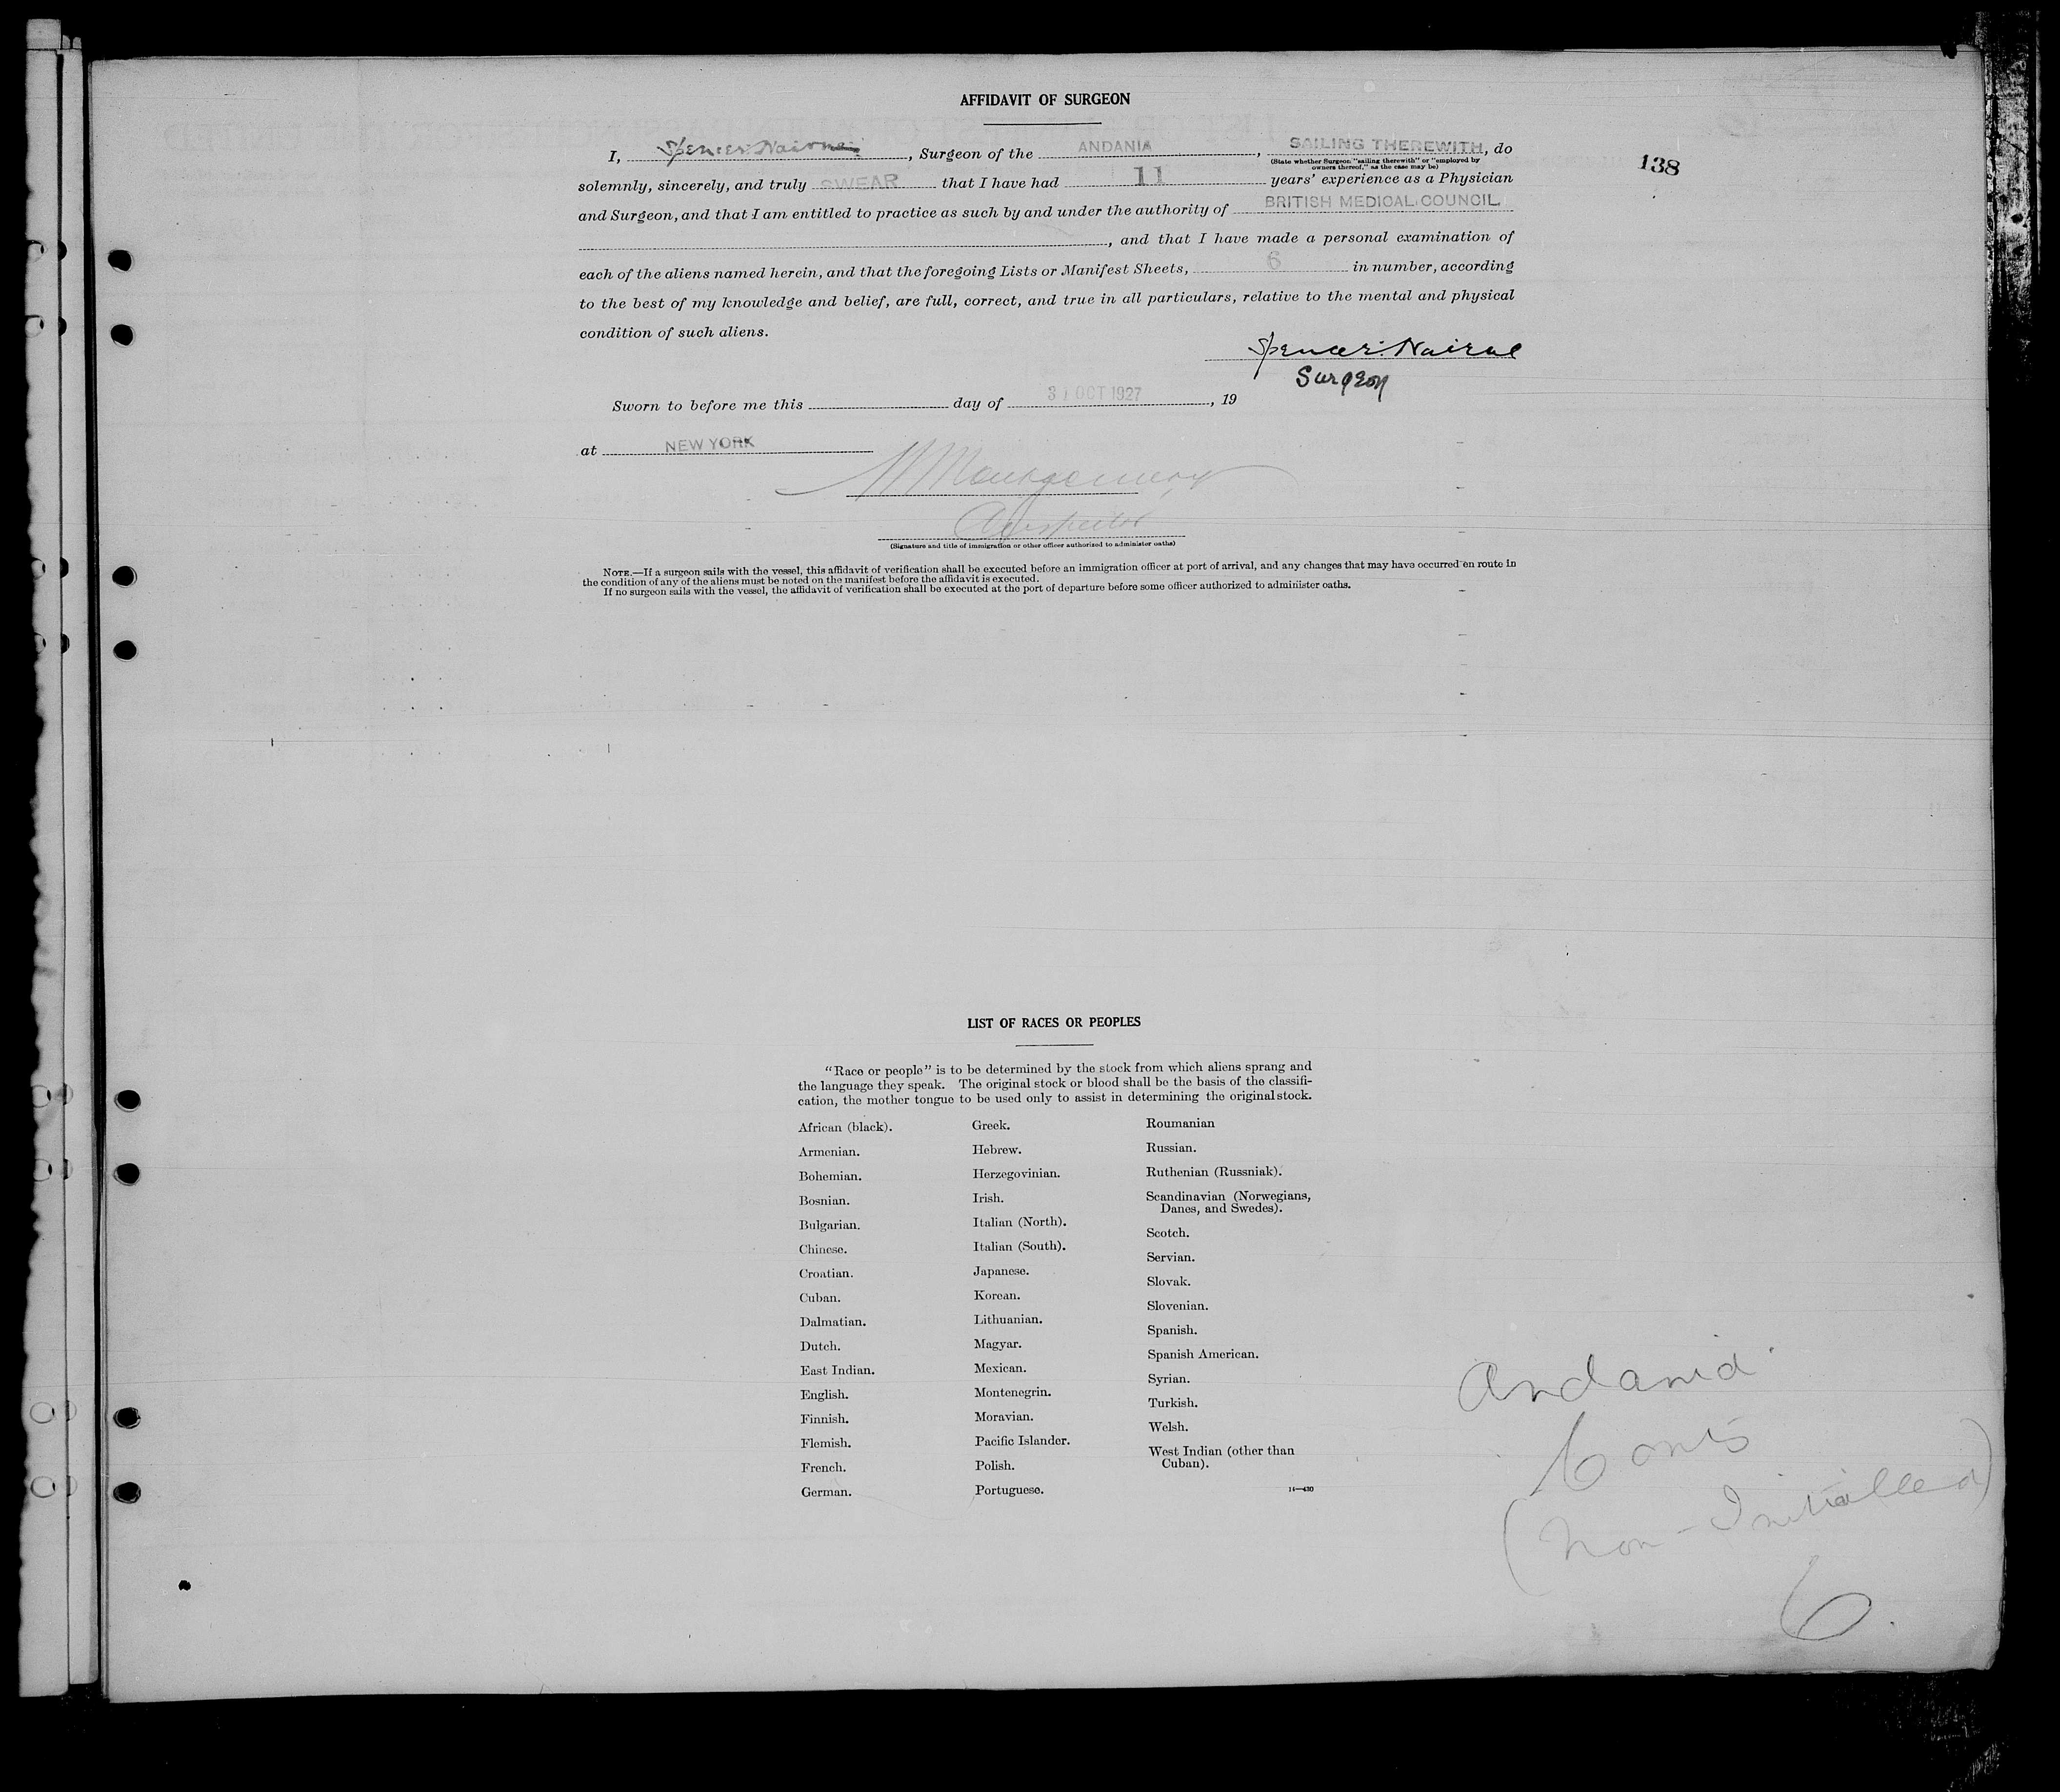 AFFIDAVIT OF SURGEON
138
I, Spencer Nairne, Surgeon of the ANDANIA, SAILING THEREWITH, do
(State whether Surgeon "sailing therewith" or "employed by
owners thereof," as the case may be)
solemnly, sincerely, and truly SWEAR that I have had 11 years' experience as a Physician
and Surgeon, and that I am entitled to practice as such by and under the authority of BRITISH MEDICAL COUNCIL
, and that I have made a personal examination of
each of the aliens named herein, and that the foregoing Lists or Manifest Sheets, 6 in number, according
to the best of my knowledge and belief, are full, correct, and true in all particulars, relative to the mental and physical
condition of such aliens.
Spencer Nairne
Surgeon
Sworn to before me this day of 31 OCT 1927, 19
at NEW YORK
Montgomery
Inspector
(Signature and title of immigration or other officer authorized to administer oaths)
NOTE.—If a surgeon sails with the vessel, this affidavit of verification shall be executed before an immigration officer at port of arrival, and any changes that may have occurred en route in
the condition of any of the aliens must be noted on the manifest before the affidavit is executed.
If no surgeon sails with the vessel, the affidavit of verification shall be executed at the port of departure before some officer authorized to administer oaths.
LIST OF RACES OR PEOPLES
"Race or people" is to be determined by the stock from which aliens sprang and
the language they speak. The original stock or blood shall be the basis of the classifi-
cation, the mother tongue to be used only to assist in determining the original stock.
African (black).
Armenian.
Bohemian.
Bosnian.
Bulgarian.
Chinese.
Croatian.
Cuban.
Dalmatian.
Dutch.
East Indian.
English.
Finnish.
Flemish.
French.
German.
Greek.
Hebrew.
Herzegovinian.
Irish.
Italian (North).
Italian (South).
Japanese.
Korean.
Lithuanian.
Magyar.
Mexican.
Montenegrin.
Moravian.
Pacific Islander.
Polish.
Portuguese.
Roumanian
Russian.
Ruthenian (Russniak).
Scandinavian (Norwegians,
Danes, and Swedes).
Scotch.
Servian.
Slovak.
Slovenian.
Spanish.
Spanish American.
Syrian.
Turkish.
Welsh.
West Indian (other than
Cuban).
14—430
Andania
(Non-Initialled)
6